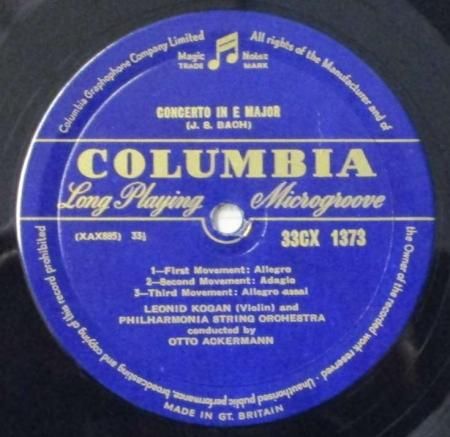 Columbia Graphophone Company Limited
Magic Notes
TRADE MARK
All rights of the Manufacturer and of
CONCERTO IN E MAJOR
(J. S. BACH)
COLUMBIA
Long Playing Microgroove
(XAX885) 33⅓
33CX 1373
1—First Movement: Allegro
2—Second Movement: Adagio
3—Third Movement: Allegro assai
LEONID KOGAN (Violin) and
PHILHARMONIA STRING ORCHESTRA
conducted by
OTTO ACKERMANN
the Owner of the recorded work reserved · Unauthorised public performance, broadcasting and copying of this record prohibited
MADE IN GT. BRITAIN